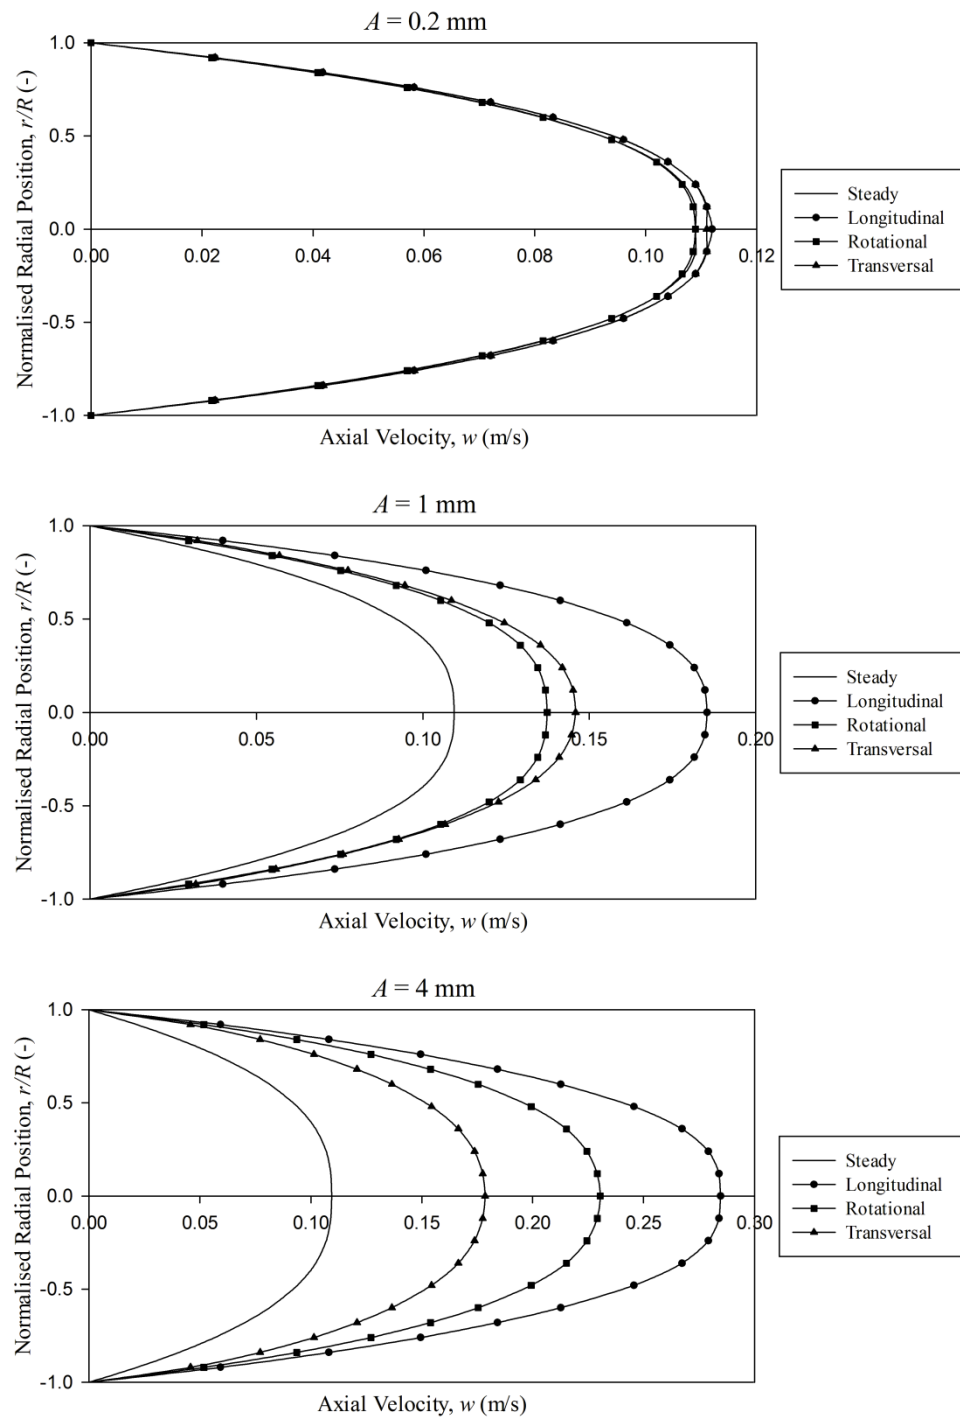 A = 0.2 mm
Normalised Radial Position, r/R (-)
1.0
0.5
0.0
-0.5
-1.0
0.00 0.02 0.04 0.06 0.08 0.10 0.12
Axial Velocity, w (m/s)
Steady
Longitudinal
Rotational
Transversal
A = 1 mm
Normalised Radial Position, r/R (-)
1.0
0.5
0.0
-0.5
-1.0
0.00 0.05 0.10 0.15 0.20
Axial Velocity, w (m/s)
Steady
Longitudinal
Rotational
Transversal
A = 4 mm
Normalised Radial Position, r/R (-)
1.0
0.5
0.0
-0.5
-1.0
0.00 0.05 0.10 0.15 0.20 0.25 0.30
Axial Velocity, w (m/s)
Steady
Longitudinal
Rotational
Transversal